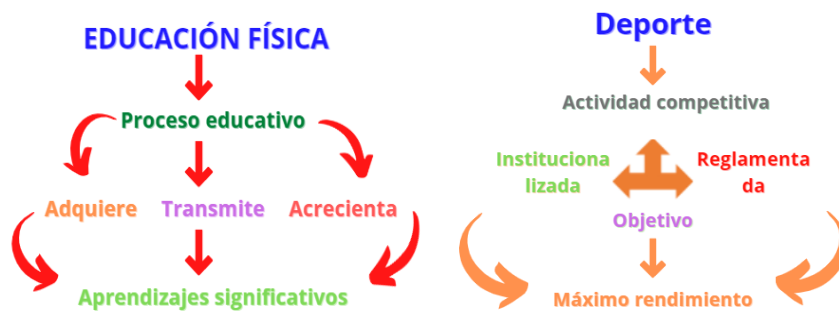 EDUCACIÓN FÍSICA
Proceso educativo
Adquiere
Transmite
Acrecienta
Aprendizajes significativos
Deporte
Actividad competitiva
Instituciona
lizada
Reglamenta
da
Objetivo
Máximo rendimiento